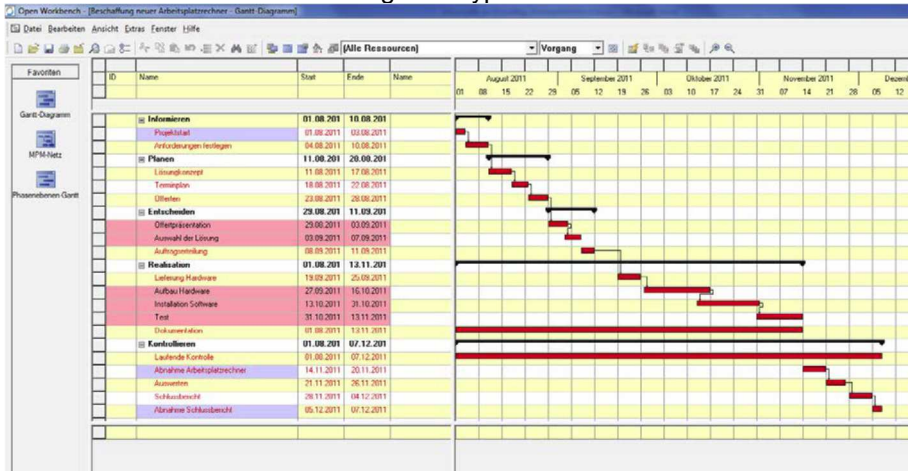 Open Workbench - [Beschaffung neuer Arbeitsplatzrechner - Gantt-Diagramm]
Datei Bearbeiten Ansicht Extras Fenster Hilfe
(Alle Ressourcen) Vorgang
Favoriten
Gantt-Diagramm
MPM-Netz
Phasenebenen-Gantt
ID Name Start Ende Name
August 2011 September 2011 Oktober 2011 November 2011
01 08 15 22 29 05 12 19 26 03 10 17 24 31 07 14 21 28 05 12
Informieren 01.08.201 10.08.201
Projektstart 01.08.2011 03.08.2011
Anforderungen festlegen 04.08.2011 10.08.2011
Planen 11.08.201 28.08.201
Lösungkonzept 11.08.2011 17.08.2011
Terminplan 18.08.2011 22.08.2011
Offerten 23.08.2011 28.08.2011
Entscheiden 29.08.201 11.09.201
Offertpräsentation 29.08.2011 03.09.2011
Auswahl der Lösung 03.09.2011 07.09.2011
Auftragserteilung 08.09.2011 11.09.2011
Realisation 01.08.201 13.11.201
Lieferung Hardware 19.09.2011 25.09.2011
Aufbau Hardware 27.09.2011 16.10.2011
Installation Software 13.10.2011 31.10.2011
Test 31.10.2011 13.11.2011
Dokumentation 01.08.2011 13.11.2011
Kontrollieren 01.08.201 07.12.201
Laufende Kontrolle 01.08.2011 07.12.2011
Abnahme Arbeitsplatzrechner 14.11.2011 20.11.2011
Auswerten 21.11.2011 26.11.2011
Schlussbericht 28.11.2011 04.12.2011
Abnahme Schlussbericht 05.12.2011 07.12.2011